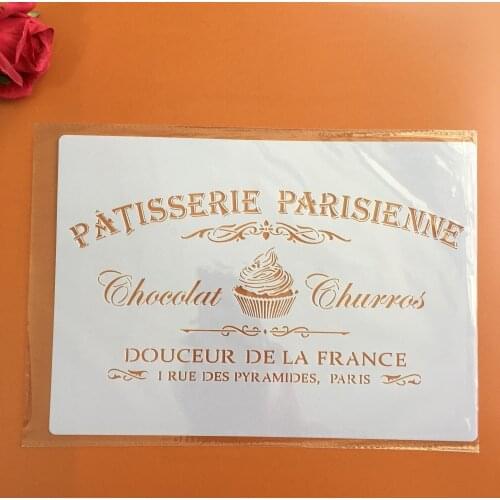 PÂTISSERIE PARISIENNE
Chocolat Churros
DOUCEUR DE LA FRANCE
1 RUE DES PYRAMIDES, PARIS